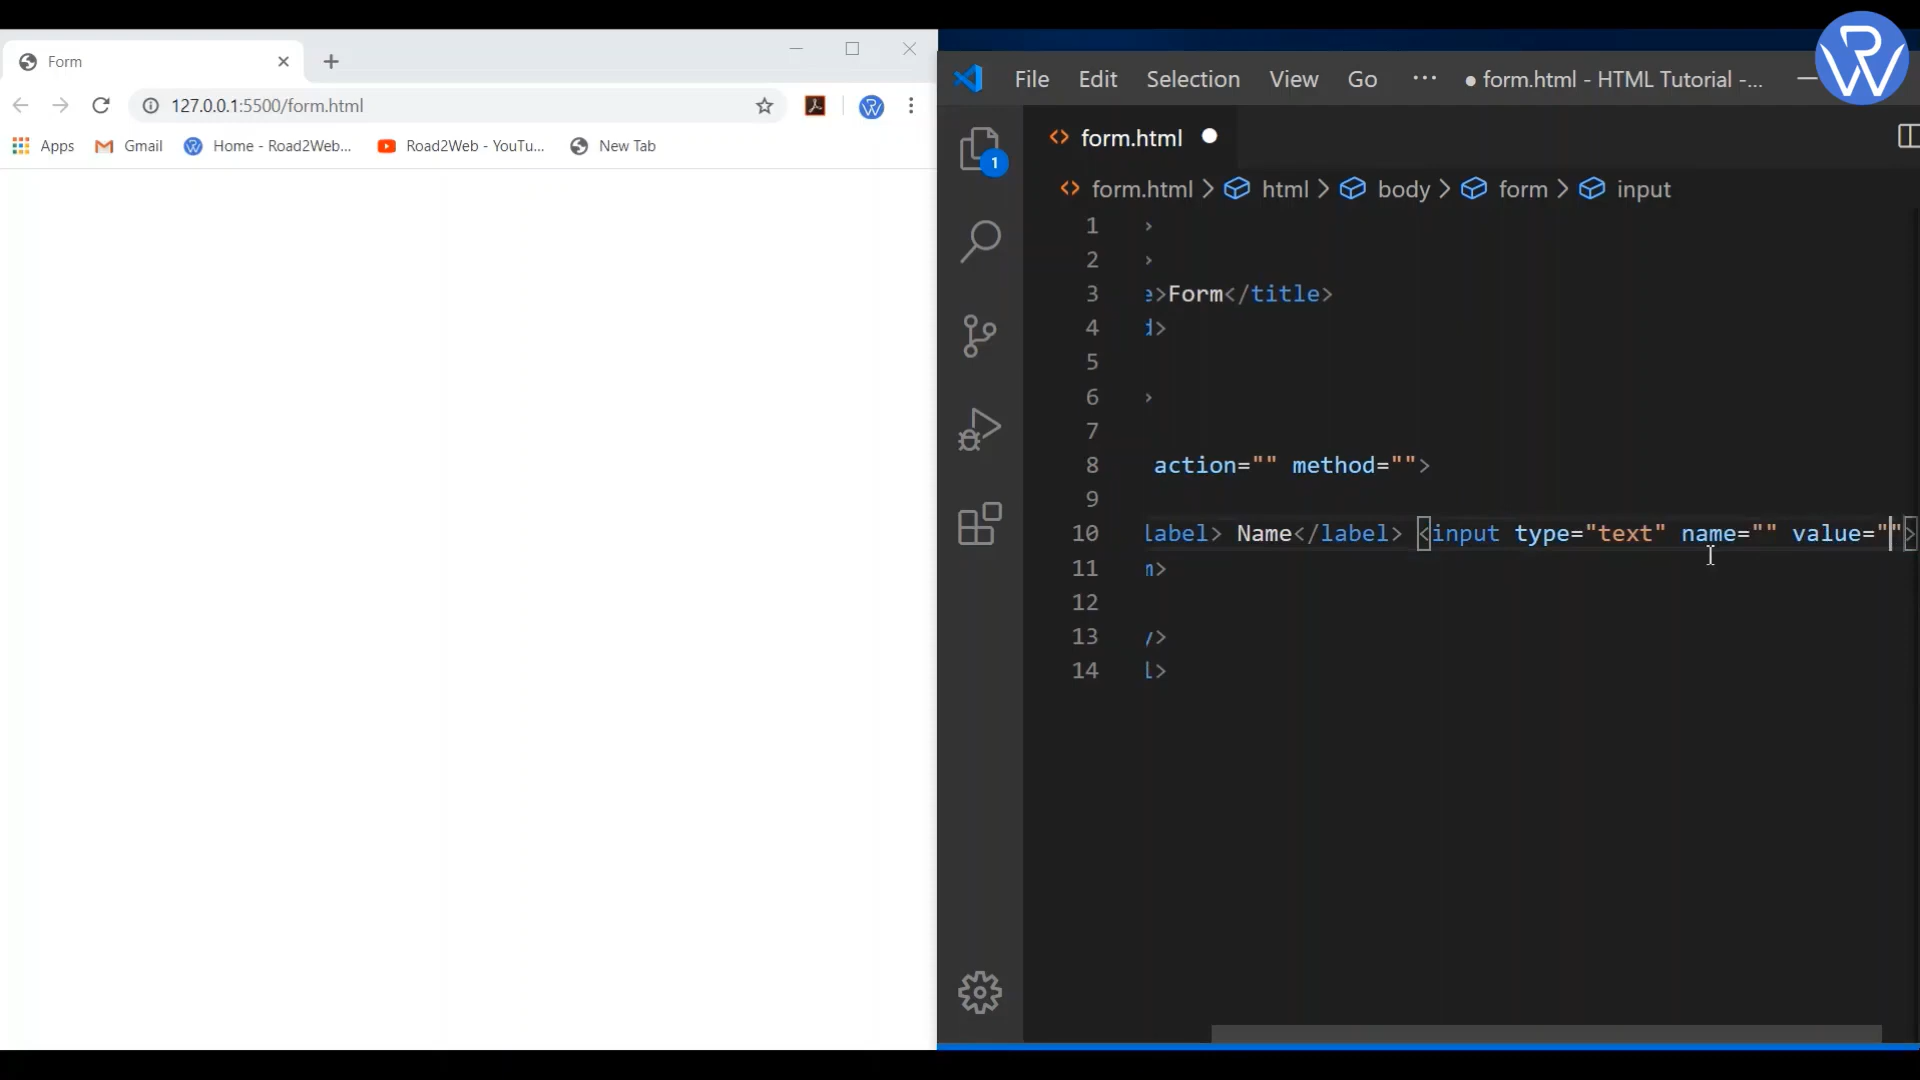 Form
127.0.0.1:5500/form.html
Apps Gmail Home - Road2Web... Road2Web - YouTu... New Tab
File Edit Selection View Go ... ● form.html - HTML Tutorial -...
W
form.html
1
form.html > html > body > form > input
1 >
2 >
3 e>Form</title>
4 d>
5
6 >
7
8 action="" method="">
9
10 label> Name</label> <input type="text" name="" value="">
11 m>
12
13 y>
14 l>